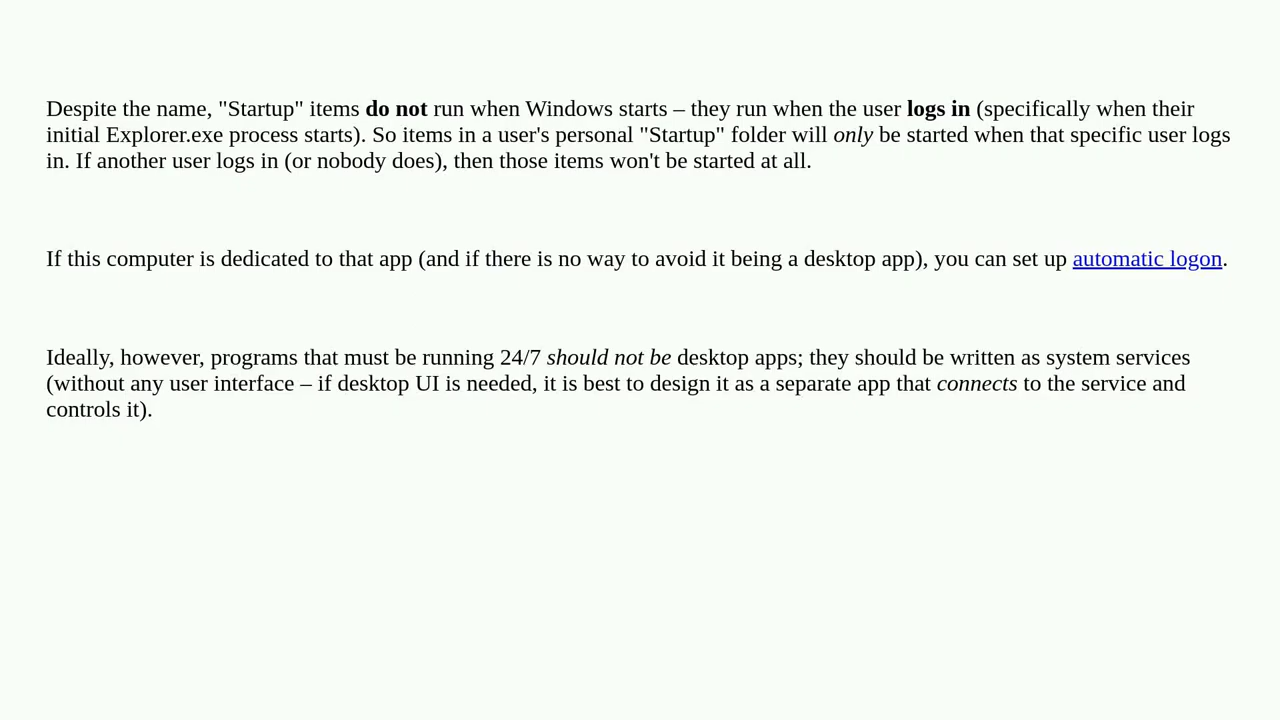 Despite the name, "Startup" items do not run when Windows starts – they run when the user logs in (specifically when their
initial Explorer.exe process starts). So items in a user's personal "Startup" folder will only be started when that specific user logs
in. If another user logs in (or nobody does), then those items won't be started at all.
If this computer is dedicated to that app (and if there is no way to avoid it being a desktop app), you can set up automatic logon.
Ideally, however, programs that must be running 24/7 should not be desktop apps; they should be written as system services
(without any user interface – if desktop UI is needed, it is best to design it as a separate app that connects to the service and
controls it).